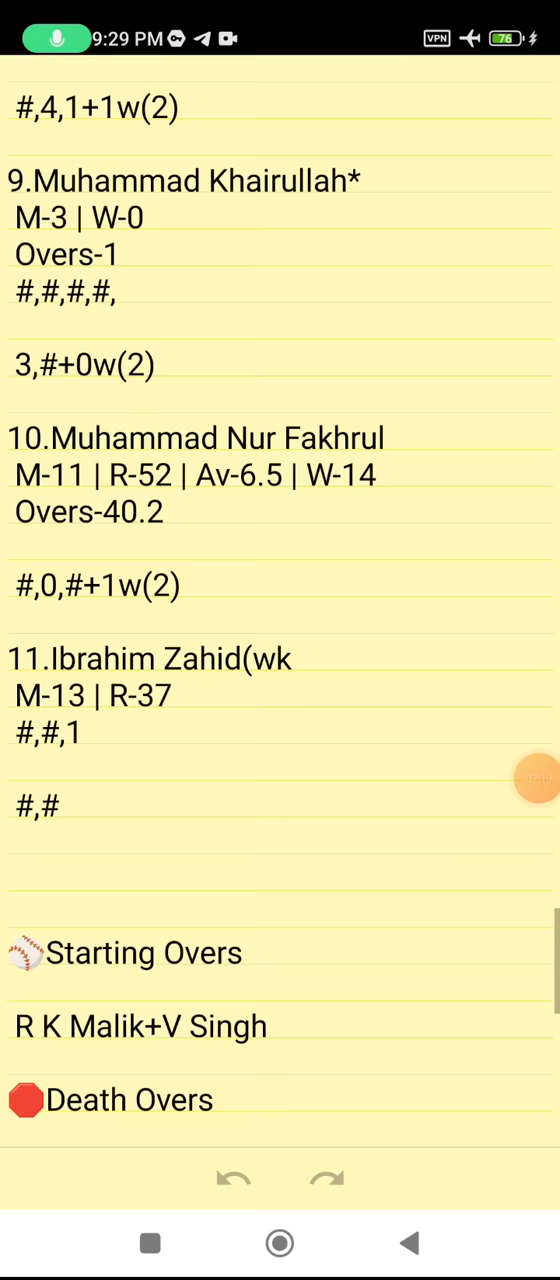 9:29 PM
VPN
76
#,4,1+1w(2)
9.Muhammad Khairullah*
M-3 | W-0
Overs-1
#,#,#,#,
3,#+0w(2)
10.Muhammad Nur Fakhrul
M-11 | R-52 | Av-6.5 | W-14
Overs-40.2
#,0,#+1w(2)
11.Ibrahim Zahid(wk
M-13 | R-37
#,#,1
#,#
⚾Starting Overs
R K Malik+V Singh
🛑Death Overs